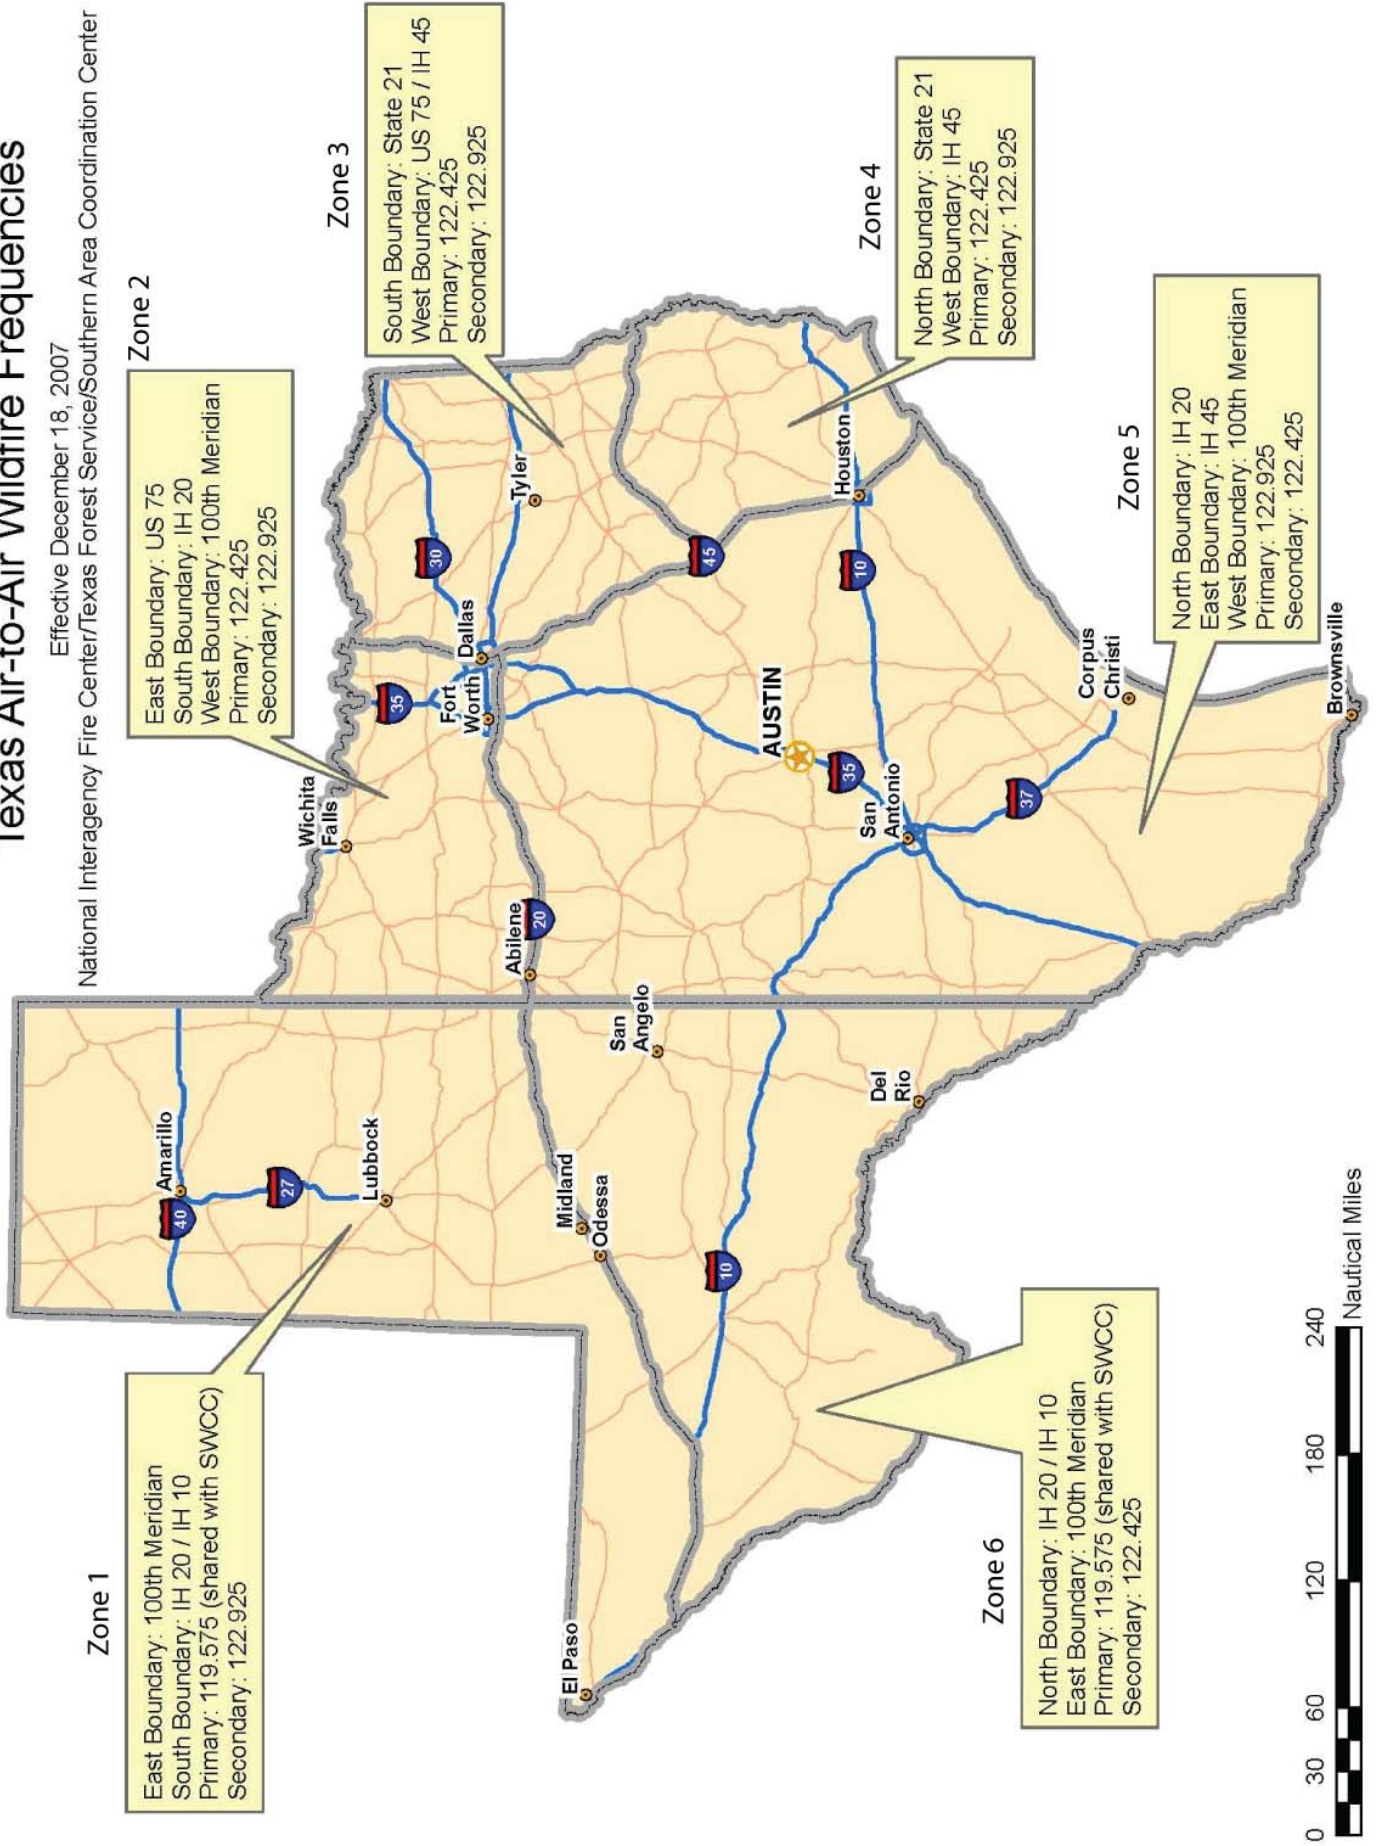 Texas Air-to-Air Wildfire Frequencies
Effective December 18, 2007
National Interagency Fire Center/Texas Forest Service/Southern Area Coordination Center
Zone 1
East Boundary: 100th Meridian
South Boundary: IH 20 / IH 10
Primary: 119.575 (shared with SWCC)
Secondary: 122.925
Zone 2
East Boundary: US 75
South Boundary: IH 20
West Boundary: 100th Meridian
Primary: 122.425
Secondary: 122.925
Zone 3
South Boundary: State 21
West Boundary: US 75 / IH 45
Primary: 122.425
Secondary: 122.925
Zone 4
North Boundary: State 21
West Boundary: IH 45
Primary: 122.425
Secondary: 122.925
Zone 5
North Boundary: IH 20
East Boundary: IH 45
West Boundary: 100th Meridian
Primary: 122.925
Secondary: 122.425
Zone 6
North Boundary: IH 20 / IH 10
East Boundary: 100th Meridian
Primary: 119.575 (shared with SWCC)
Secondary: 122.425
Amarillo
40
27
Lubbock
Wichita
Falls
35
30
Fort
Worth
Dallas
Tyler
Abilene
20
Midland
Odessa
San
Angelo
El Paso
10
45
AUSTIN
35
Houston
10
Del
Rio
San
Antonio
37
Corpus
Christi
Brownsville
0
30
60
120
180
240
Nautical Miles